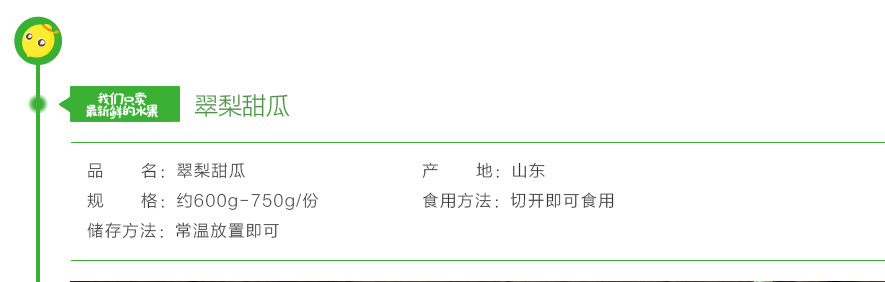 我们只卖
最新鲜的水果
翠梨甜瓜
品 名：翠梨甜瓜
产 地：山东
规 格：约600g-750g/份
食用方法：切开即可食用
储存方法：常温放置即可